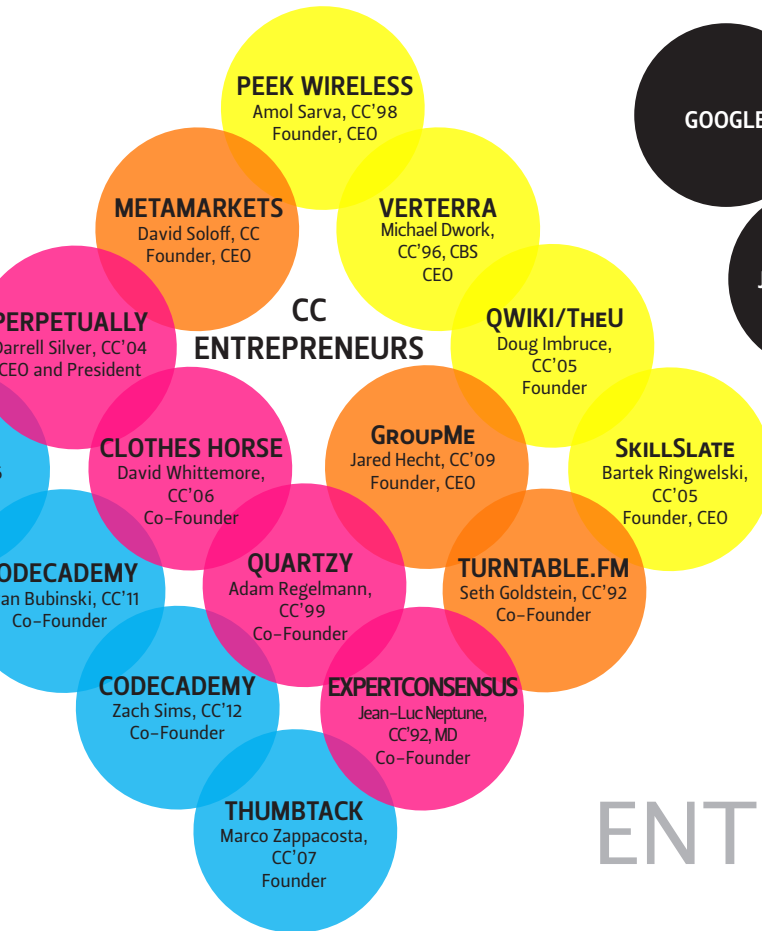 PEEK WIRELESS
Amol Sarva, CC'98
Founder, CEO
GOOGLE
METAMARKETS
David Soloff, CC
Founder, CEO
VERTERRA
Michael Dwork,
CC'96, CBS
CEO
CC
ENTREPRENEURS
PERPETUALLY
Darrell Silver, CC'04
CEO and President
QWIKI/THEU
Doug Imbruce,
CC'05
Founder
CLOTHES HORSE
David Whittemore,
CC'06
Co-Founder
GROUPME
Jared Hecht, CC'09
Founder, CEO
SKILLSLATE
Bartek Ringwelski,
CC'05
Founder, CEO
ODECADEMY
an Bubinski, CC'11
Co-Founder
QUARTZY
Adam Regelmann,
CC'99
Co-Founder
TURNTABLE.FM
Seth Goldstein, CC'92
Co-Founder
CODECADEMY
Zach Sims, CC'12
Co-Founder
EXPERTCONSENSUS
Jean-Luc Neptune,
CC'92, MD
Co-Founder
THUMBTACK
Marco Zappacosta,
CC'07
Founder
ENT